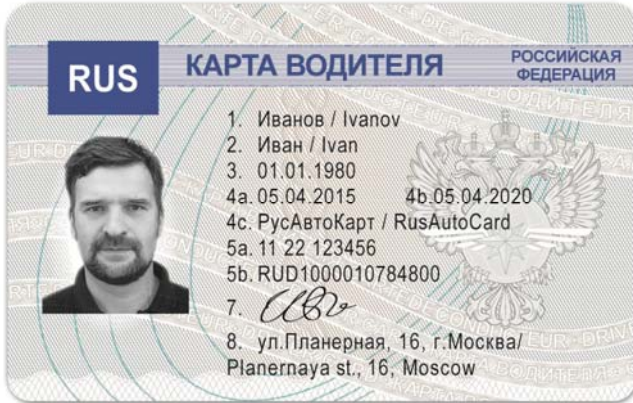 RUS
КАРТА ВОДИТЕЛЯ
РОССИЙСКАЯ
ФЕДЕРАЦИЯ
1. Иванов / Ivanov
2. Иван / Ivan
3. 01.01.1980
4a. 05.04.2015 4b. 05.04.2020
4c. РусАвтоКарт / RusAutoCard
5a. 11 22 123456
5b. RUD1000010784800
7.
8. ул.Планерная, 16, г.Москва/
Planernaya st., 16, Moscow